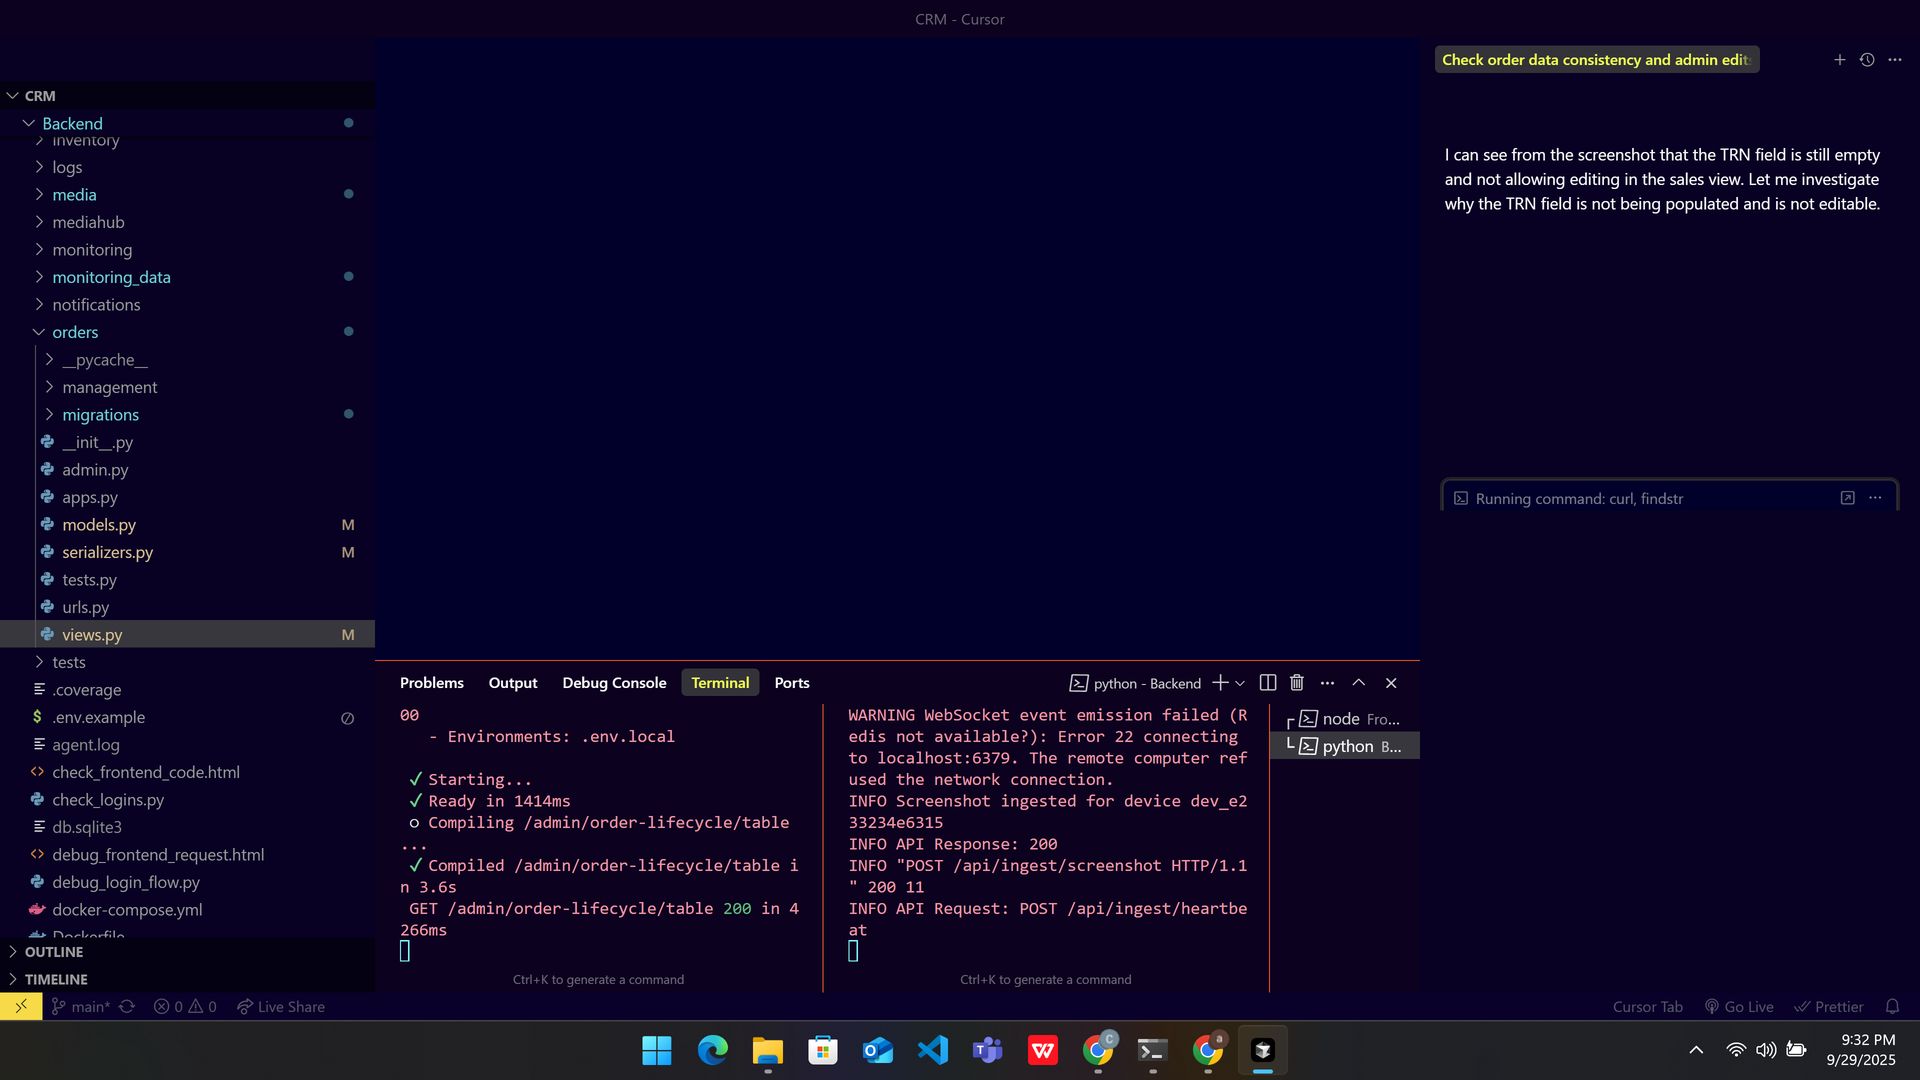 CRM - Cursor
CRM
Backend
inventory
logs
media
mediahub
monitoring
monitoring_data
notifications
orders
__pycache__
management
migrations
__init__.py
admin.py
apps.py
models.py M
serializers.py M
tests.py
urls.py
views.py M
tests
.coverage
.env.example
agent.log
check_frontend_code.html
check_logins.py
db.sqlite3
debug_frontend_request.html
debug_login_flow.py
docker-compose.yml
Dockerfile
OUTLINE
TIMELINE
Problems Output Debug Console Terminal Ports
python - Backend
00
- Environments: .env.local
✓ Starting...
✓ Ready in 1414ms
○ Compiling /admin/order-lifecycle/table
...
✓ Compiled /admin/order-lifecycle/table i
n 3.6s
GET /admin/order-lifecycle/table 200 in 4
266ms
Ctrl+K to generate a command
WARNING WebSocket event emission failed (R
edis not available?): Error 22 connecting
to localhost:6379. The remote computer ref
used the network connection.
INFO Screenshot ingested for device dev_e2
33234e6315
INFO API Response: 200
INFO "POST /api/ingest/screenshot HTTP/1.1
" 200 11
INFO API Request: POST /api/ingest/heartbe
at
Ctrl+K to generate a command
node Fro...
python B...
Check order data consistency and admin edit
I can see from the screenshot that the TRN field is still empty
and not allowing editing in the sales view. Let me investigate
why the TRN field is not being populated and is not editable.
Running command: curl, findstr
main* 0 0 Live Share
Cursor Tab Go Live Prettier
9:32 PM
9/29/2025